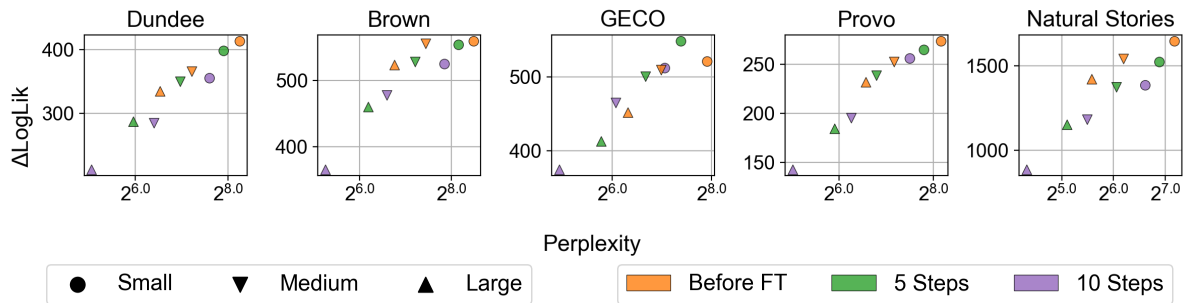 Dundee Brown GECO Provo Natural Stories
ΔLogLik
400
300
2^6.0 2^8.0
500
400
2^6.0 2^8.0
500
400
2^6.0 2^8.0
250
200
150
2^6.0 2^8.0
1500
1000
2^5.0 2^6.0 2^7.0
Perplexity
Small Medium Large
Before FT 5 Steps 10 Steps